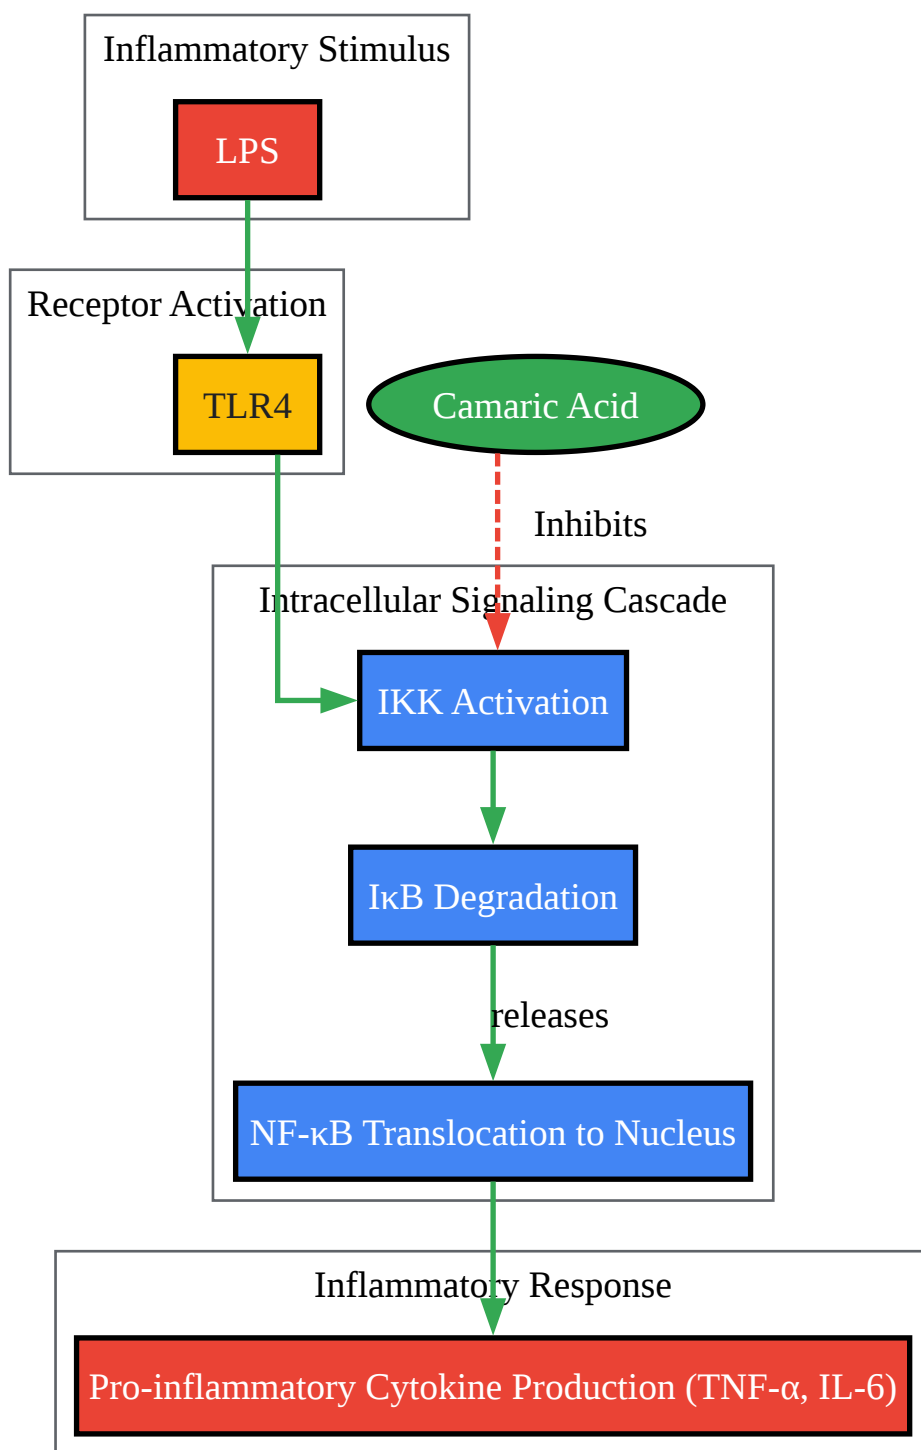 Inflammatory Stimulus
LPS
Receptor Activation
TLR4
Camaric Acid
Inhibits
Intracellular Signaling Cascade
IKK Activation
IκB Degradation
releases
NF-κB Translocation to Nucleus
Inflammatory Response
Pro-inflammatory Cytokine Production (TNF-α, IL-6)